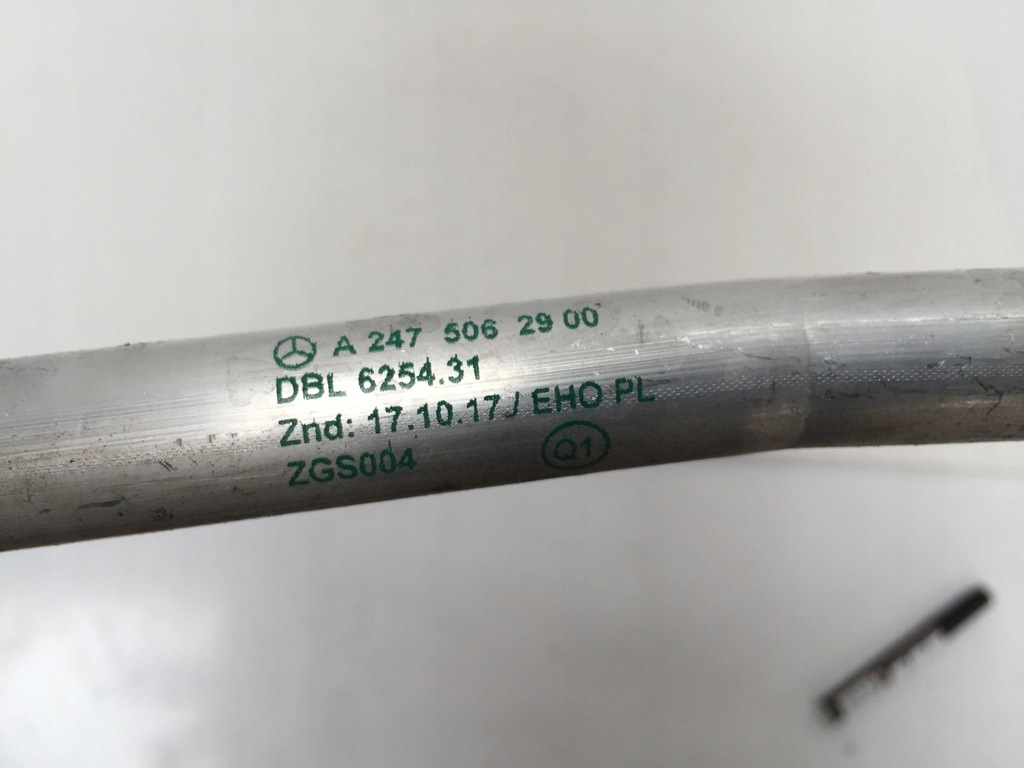 A 247 506 29 00
DBL 6254.31
Znd: 17.10.17 / EHO PL
ZGS004 Q1